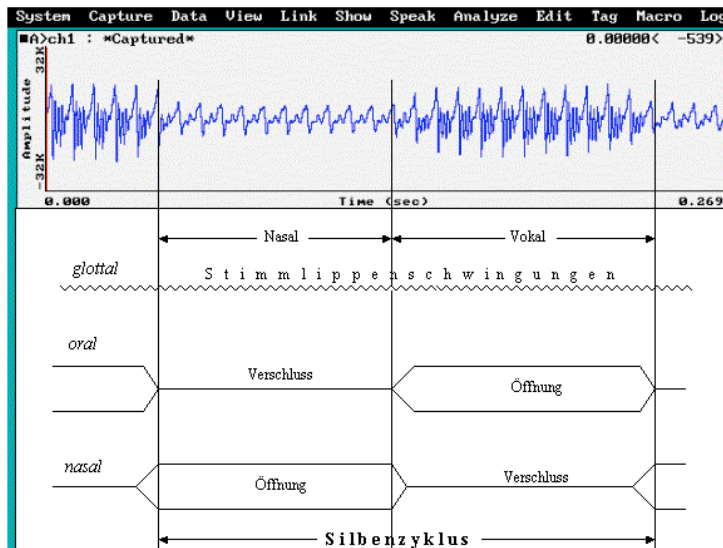 System Capture Data View Link Show Speak Analyze Edit Tag Macro Log
■A>ch1 : *Captured* 0.00000< -539>
32K
Amplitude
-32K
0.000 Time (sec) 0.269
Nasal Vokal
glottal Stimmlippenschwingungen
oral
Verschluss Öffnung
nasal
Öffnung Verschluss
Silbenzyklus